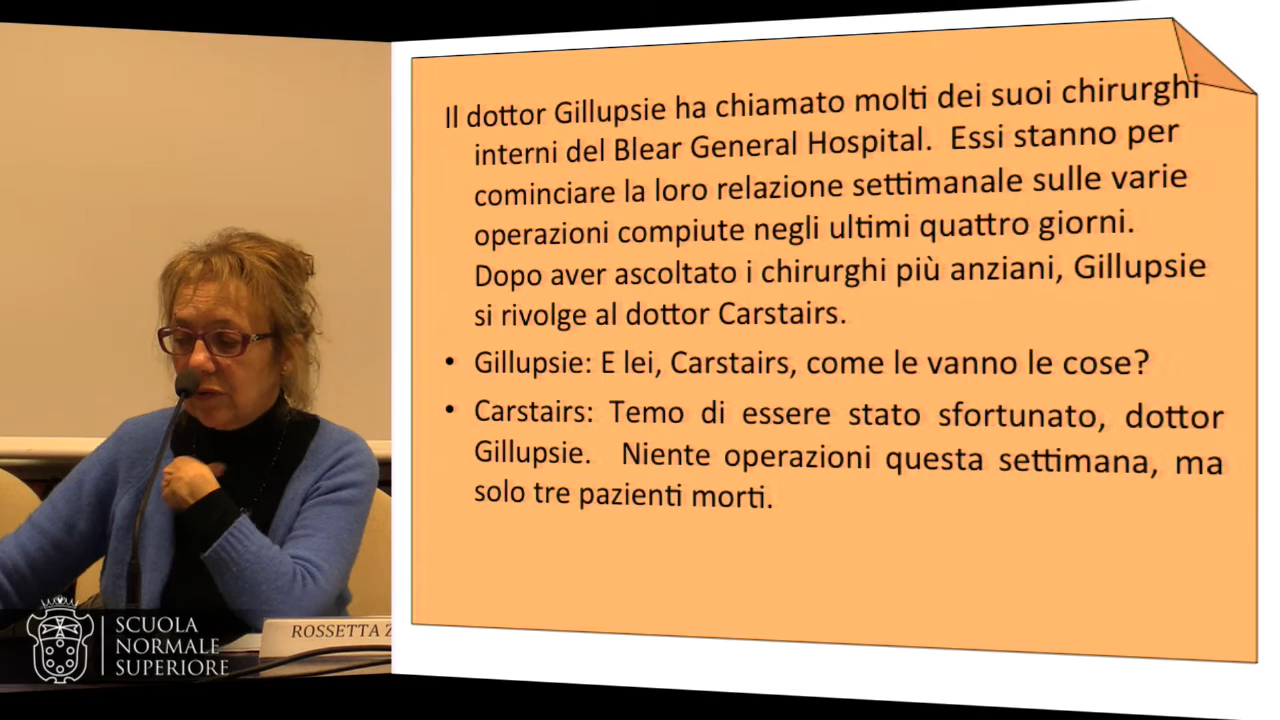 Il dottor Gillupsie ha chiamato molti dei suoi chirurghi
interni del Blear General Hospital. Essi stanno per
cominciare la loro relazione settimanale sulle varie
operazioni compiute negli ultimi quattro giorni.
Dopo aver ascoltato i chirurghi più anziani, Gillupsie
si rivolge al dottor Carstairs.
• Gillupsie: E lei, Carstairs, come le vanno le cose?
• Carstairs: Temo di essere stato sfortunato, dottor
Gillupsie. Niente operazioni questa settimana, ma
solo tre pazienti morti.
ROSSETTA Z
SCUOLA
NORMALE
SUPERIORE